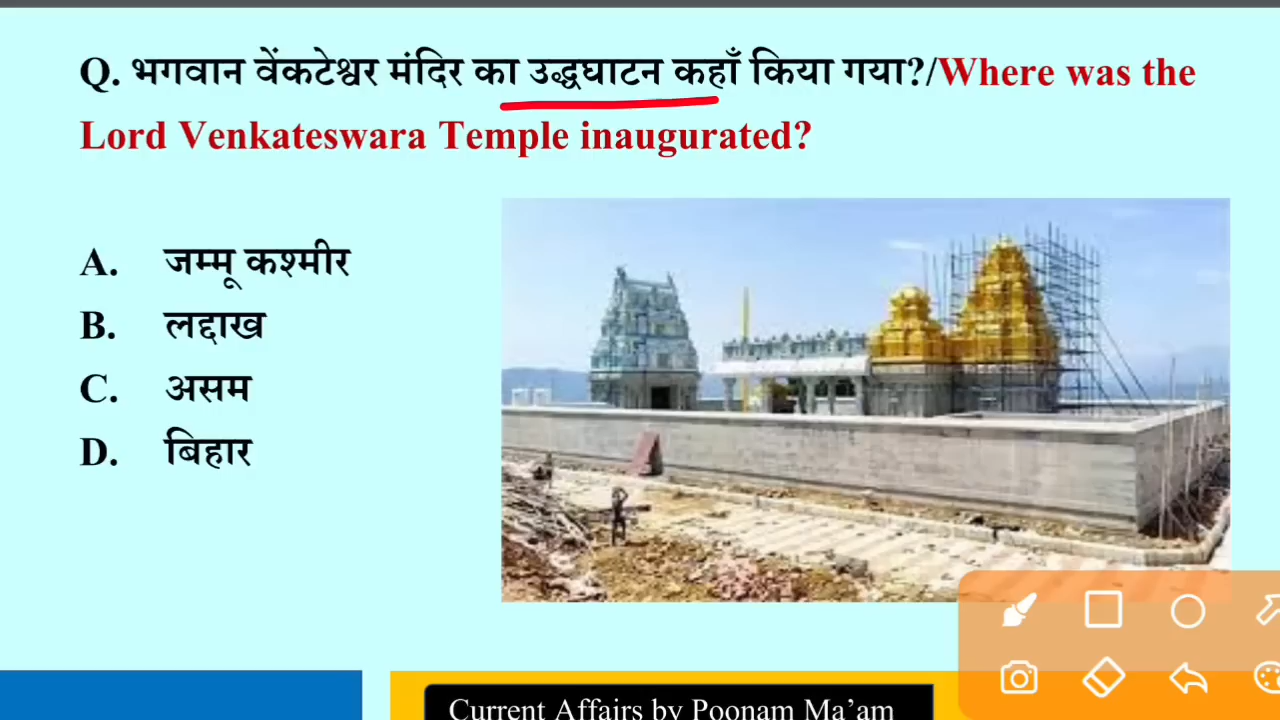 Q. भगवान वेंकटेश्वर मंदिर का उद्धघाटन कहाँ किया गया?/Where was the
Lord Venkateswara Temple inaugurated?
A. जम्मू कश्मीर
B. लद्दाख
C. असम
D. बिहार
Current Affairs by Poonam Ma’am